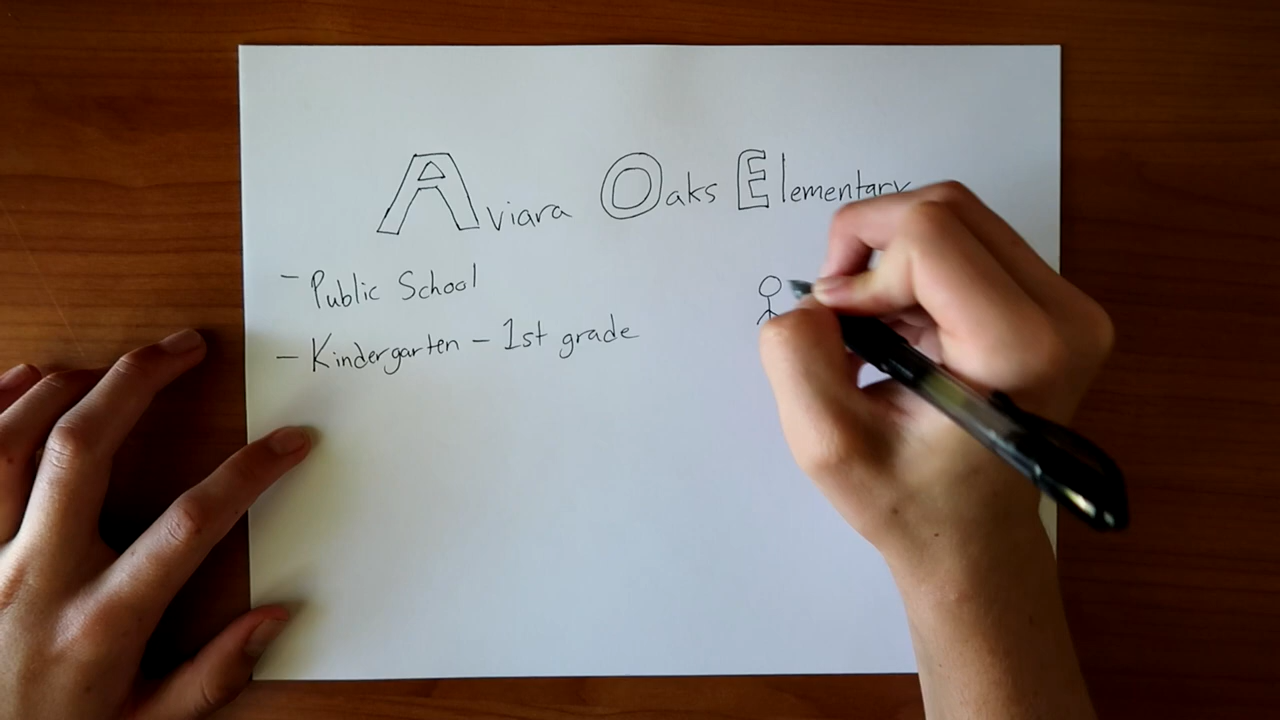 Aviara Oaks Elementary
- Public School
- Kindergarten - 1st grade